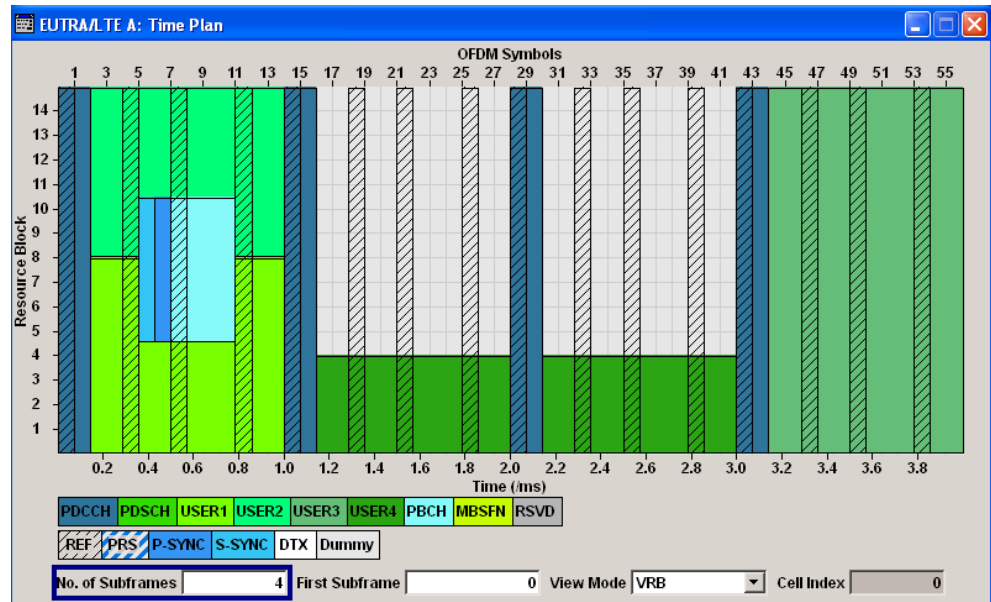 EUTRA/LTE A: Time Plan
OFDM Symbols
1 3 5 7 9 11 13 15 17 19 21 23 25 27 29 31 33 35 37 39 41 43 45 47 49 51 53 55
Resource Block
14
13
12
11
10
9
8
7
6
5
4
3
2
1
0.2 0.4 0.6 0.8 1.0 1.2 1.4 1.6 1.8 2.0 2.2 2.4 2.6 2.8 3.0 3.2 3.4 3.6 3.8
Time (/ms)
PDCCH PDSCH USER1 USER2 USER3 USER4 PBCH MBSFN RSVD
REF PRS P-SYNC S-SYNC DTX Dummy
No. of Subframes 4 First Subframe 0 View Mode VRB Cell Index 0